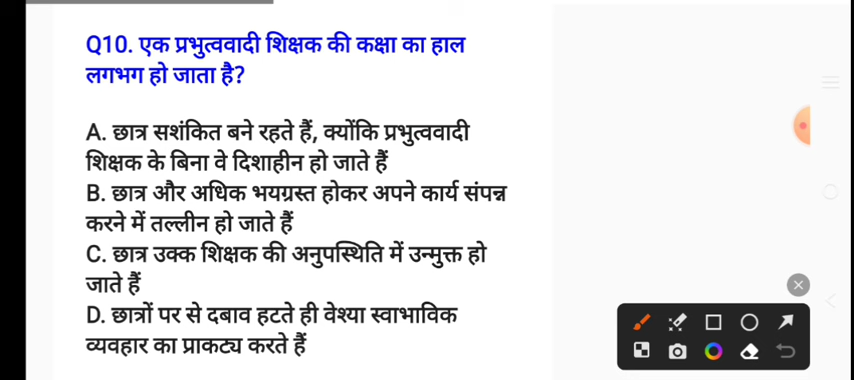 Q10. एक प्रभुत्ववादी शिक्षक की कक्षा का हाल
लगभग हो जाता है?
A. छात्र सशंकित बने रहते हैं, क्योंकि प्रभुत्ववादी
शिक्षक के बिना वे दिशाहीन हो जाते हैं
B. छात्र और अधिक भयग्रस्त होकर अपने कार्य संपन्न
करने में तल्लीन हो जाते हैं
C. छात्र उक्क शिक्षक की अनुपस्थिति में उन्मुक्त हो
जाते हैं
D. छात्रों पर से दबाव हटते ही वेश्या स्वाभाविक
व्यवहार का प्राकट्य करते हैं